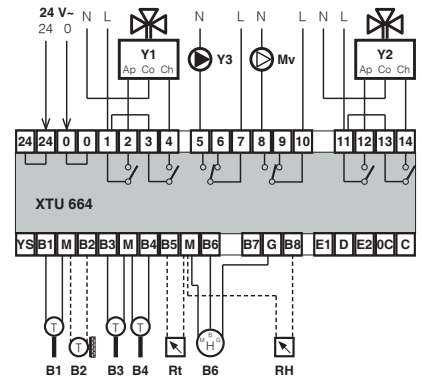 24 V~ N L N L N N L
24 0
Y1 Y3 Mv Y2
Ap Co Ch Ap Co Ch
24 24 0 0 1 2 3 4 5 6 7 8 9 10 11 12 13 14
XTU 664
YS B1 M B2 B3 M B4 B5 M B6 B7 G B8 E1 D E2 0C C
T T T T M B G
H
B1 B2 B3 B4 Rt B6 RH